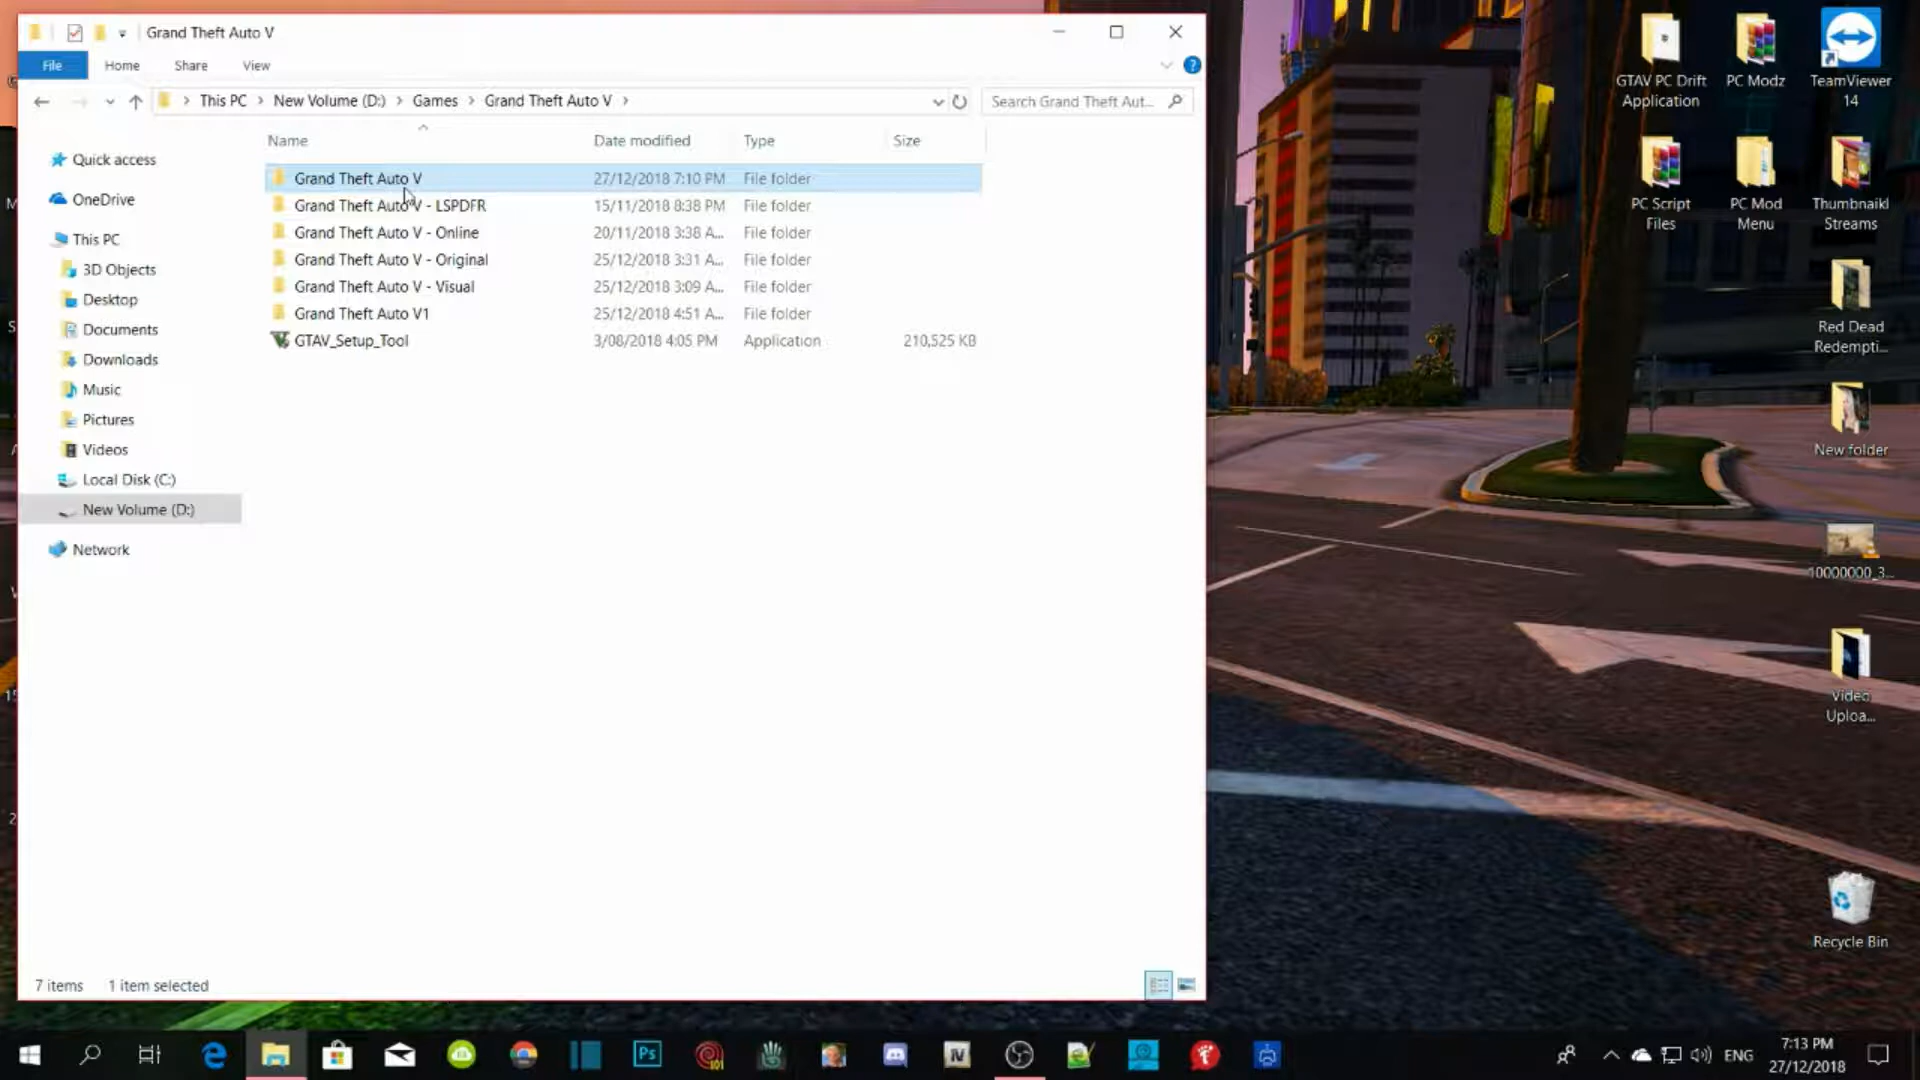 Grand Theft Auto V
File Home Share View
This PC New Volume (D:) Games Grand Theft Auto V
Search Grand Theft Aut...
Name Date modified Type Size
Quick access
OneDrive
This PC
3D Objects
Desktop
Documents
Downloads
Music
Pictures
Videos
Local Disk (C:)
New Volume (D:)
Network
Grand Theft Auto V 27/12/2018 7:10 PM File folder
Grand Theft Auto V - LSPDFR 15/11/2018 8:38 PM File folder
Grand Theft Auto V - Online 20/11/2018 3:38 A... File folder
Grand Theft Auto V - Original 25/12/2018 3:31 A... File folder
Grand Theft Auto V - Visual 25/12/2018 3:09 A... File folder
Grand Theft Auto V1 25/12/2018 4:51 A... File folder
GTAV_Setup_Tool 3/08/2018 4:05 PM Application 210,525 KB
7 items 1 item selected
GTAV PC Drift
Application
PC Modz
TeamViewer
14
PC Script
Files
PC Mod
Menu
Thumbnaikl
Streams
Red Dead
Redempti...
New folder
10000000_3...
Video
Uploa...
Recycle Bin
Ps
101
IV
ENG
7:13 PM
27/12/2018